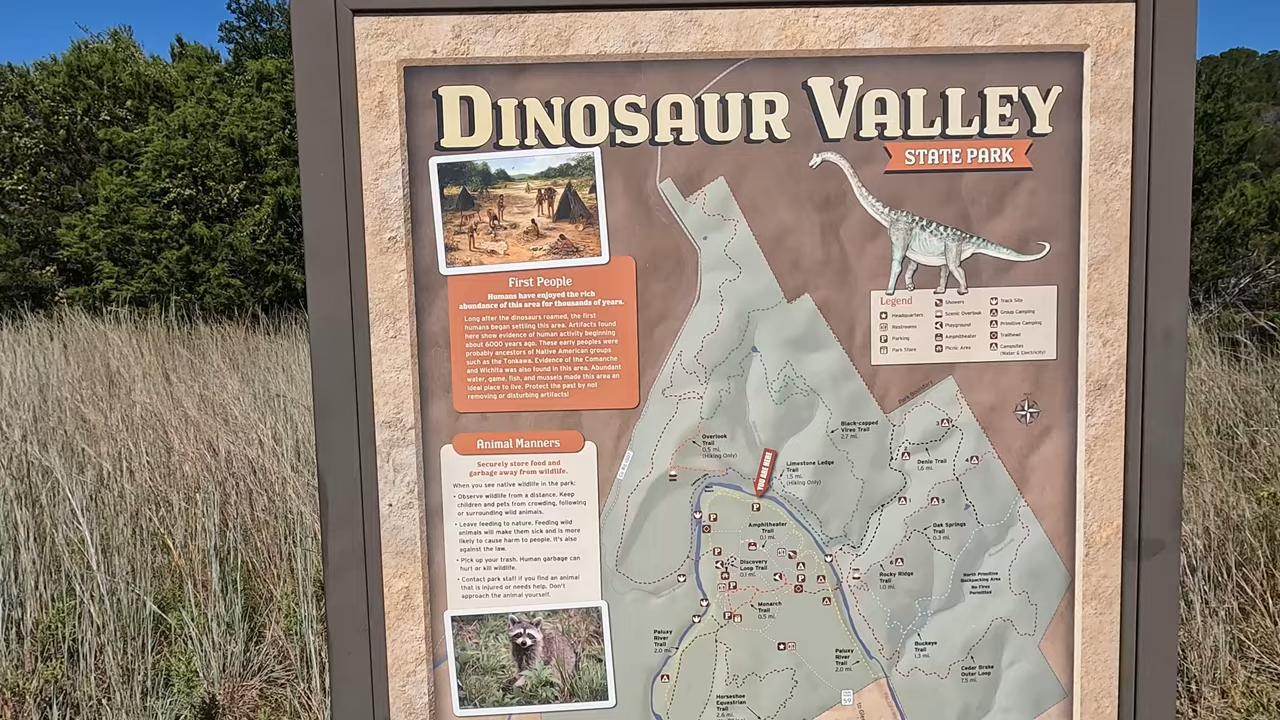 DINOSAUR VALLEY
STATE PARK
First People
Humans have enjoyed the rich
abundance of this area for thousands of years.
Long after the dinosaurs roamed, the first
humans began settling this area. Artifacts found
here show evidence of human activity beginning
about 6000 years ago. These early peoples were
probably ancestors of Native American groups
such as the Tonkawa. Evidence of the Comanche
and Wichita was also found in this area. Abundant
water, game, fish, and mussels made this area an
ideal place to live. Protect the past by not
removing or disturbing artifacts!
Legend
Headquarters
Restrooms
Parking
Park Store
Showers
Scenic Overlook
Playground
Amphitheater
Picnic Area
Track Site
Group Camping
Primitive Camping
Trailhead
Campsites
(Water & Electricity)
Animal Manners
Securely store food and
garbage away from wildlife.
When you see native wildlife in the park:
• Observe wildlife from a distance. Keep
children and pets from crowding, following
or surrounding wild animals.
• Leave feeding to nature. Feeding wild
animals will make them sick and is more
likely to cause harm to people. It's also
against the law.
• Pick up your trash. Human garbage can
hurt or kill wildlife.
• Contact park staff if you find an animal
that is injured or needs help. Don't
approach the animal yourself.
Park Boundary
Black-capped
Vireo Trail
2.7 mi.
Overlook
Trail
0.5 mi.
(Hiking Only)
Limestone Ledge
Trail
1.5 mi.
(Hiking Only)
YOU ARE HERE
3
Denio Trail
1.6 mi.
4
Amphitheater
Trail
0.1 mi.
Oak Springs
Trail
0.3 mi.
Discovery
Loop Trail
0.1 mi.
6
Rocky Ridge
Trail
1.0 mi.
North Primitive
Backpacking Area
No Fires
Permitted
Monarch
Trail
0.5 mi.
Paluxy
River
Trail
2.0 mi.
Paluxy
River
Trail
2.0 mi.
Buckeye
Trail
1.3 mi.
Cedar Brake
Outer Loop
7.5 mi.
Horseshoe
Equestrian
Trail
2.6 mi.
59